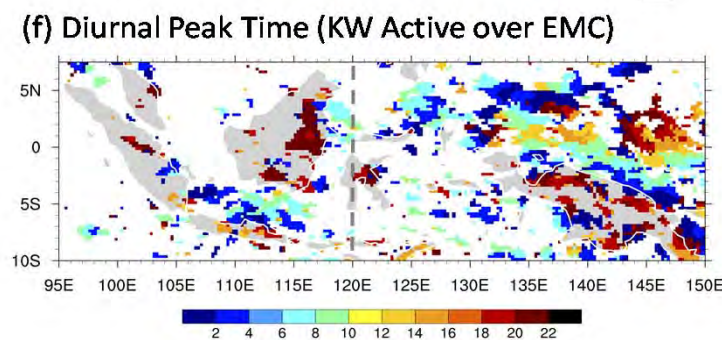 (f) Diurnal Peak Time (KW Active over EMC)
5N
0
5S
10S
95E 100E 105E 110E 115E 120E 125E 130E 135E 140E 145E 150E
2 4 6 8 10 12 14 16 18 20 22